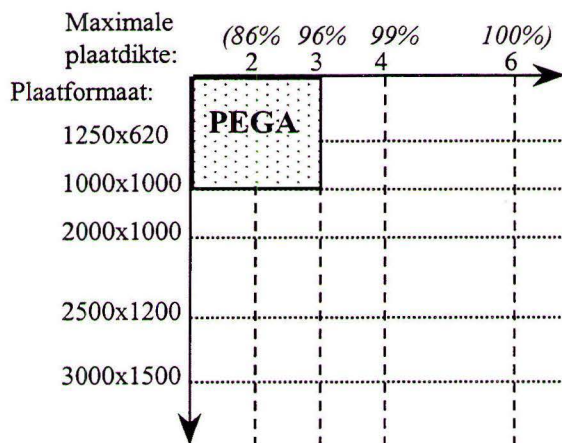 Maximale
plaatdikte:
(86% 96% 99% 100%)
2 3 4 6
Plaatformaat:
PEGA
1250x620
1000x1000
2000x1000
2500x1200
3000x1500